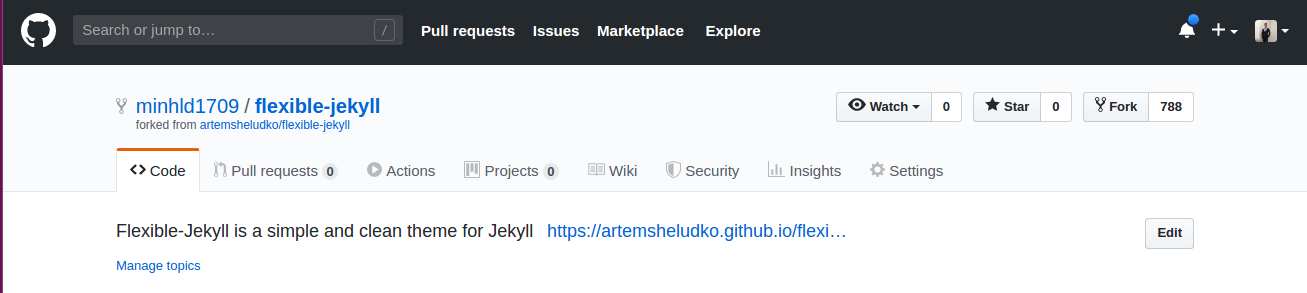 Search or jump to… / Pull requests Issues Marketplace Explore
minhld1709 / flexible-jekyll Watch 0 Star 0 Fork 788
forked from artemsheludko/flexible-jekyll
Code Pull requests 0 Actions Projects 0 Wiki Security Insights Settings
Flexible-Jekyll is a simple and clean theme for Jekyll https://artemsheludko.github.io/flexi… Edit
Manage topics